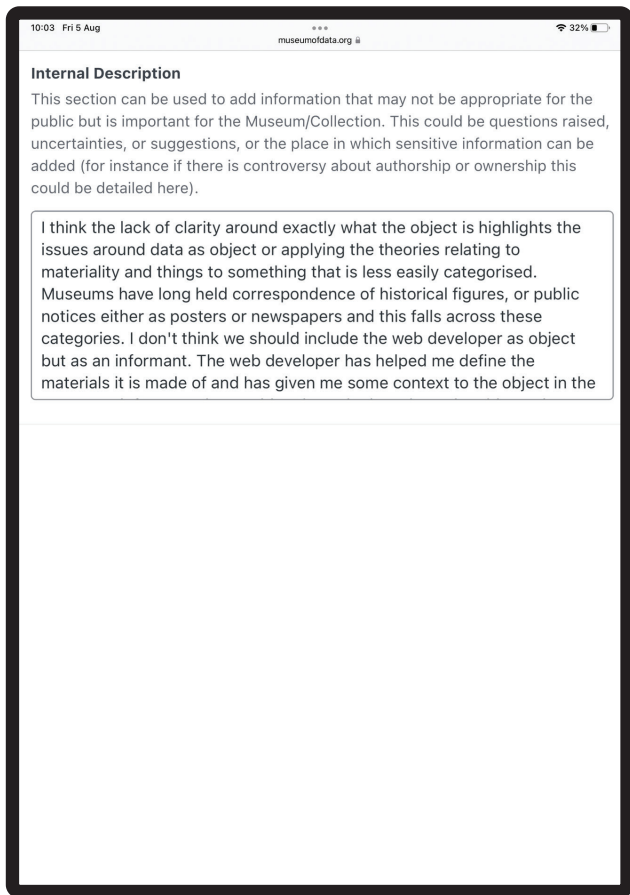 10:03 Fri 5 Aug
museumofdata.org
32%
Internal Description
This section can be used to add information that may not be appropriate for the
public but is important for the Museum/Collection. This could be questions raised,
uncertainties, or suggestions, or the place in which sensitive information can be
added (for instance if there is controversy about authorship or ownership this
could be detailed here).
I think the lack of clarity around exactly what the object is highlights the
issues around data as object or applying the theories relating to
materiality and things to something that is less easily categorised.
Museums have long held correspondence of historical figures, or public
notices either as posters or newspapers and this falls across these
categories. I don't think we should include the web developer as object
but as an informant. The web developer has helped me define the
materials it is made of and has given me some context to the object in the